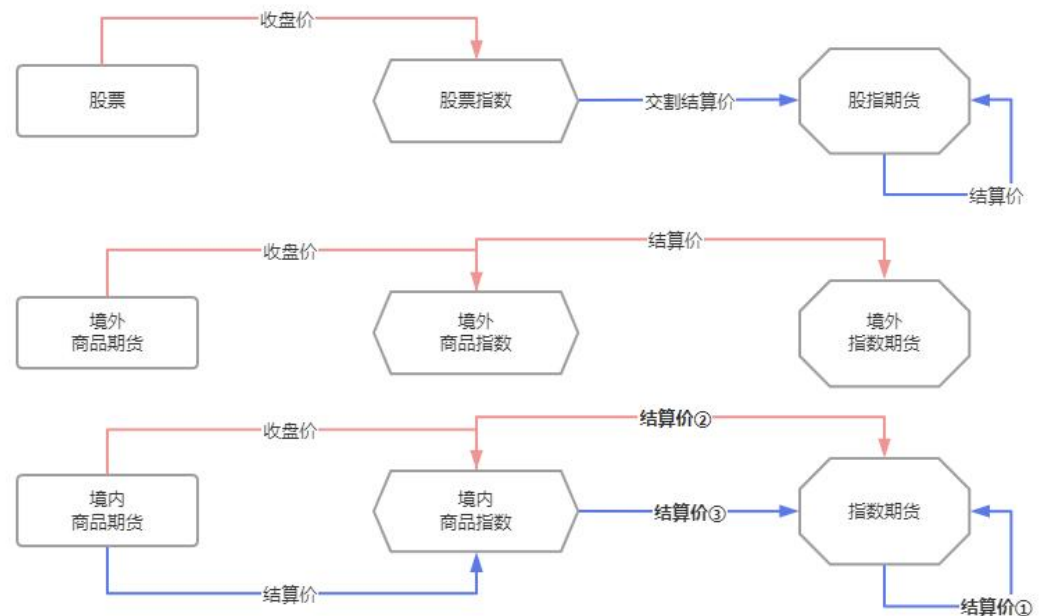 收盘价
股票
股票指数
交割结算价
股指期货
结算价
收盘价
结算价
境外
商品期货
境外
商品指数
境外
指数期货
收盘价
结算价②
境内
商品期货
境内
商品指数
结算价③
指数期货
结算价
结算价①